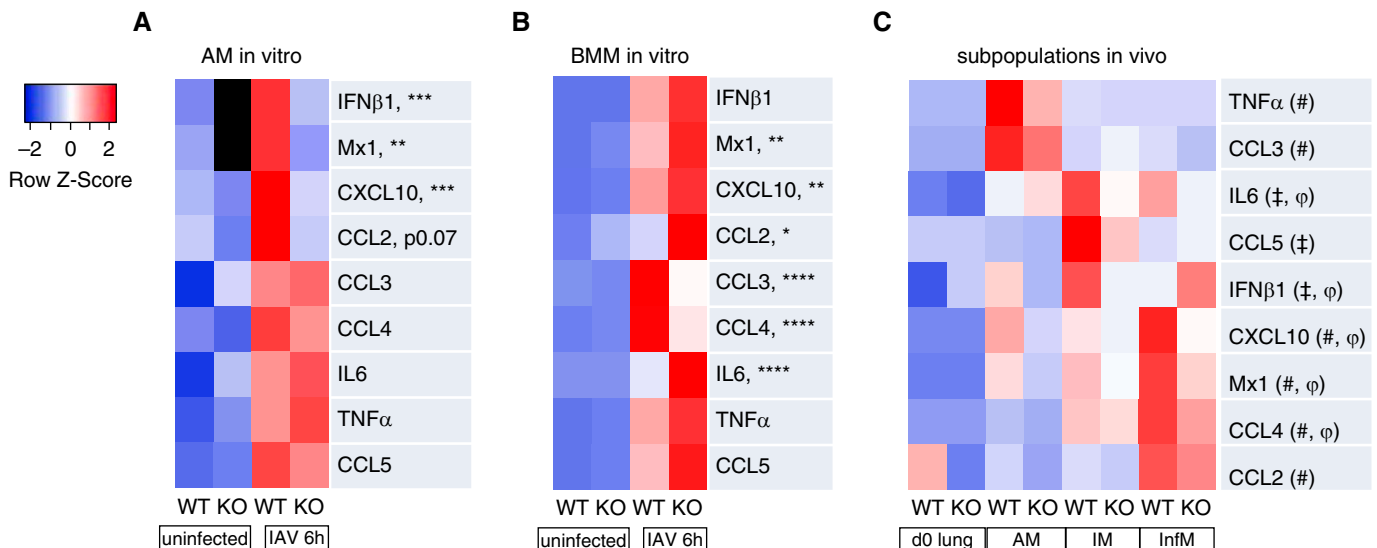 A
AM in vitro
−2 0 2
Row Z-Score
IFNβ1, ***
Mx1, **
CXCL10, ***
CCL2, p0.07
CCL3
CCL4
IL6
TNFα
CCL5
WT KO WT KO
uninfected IAV 6h
B
BMM in vitro
IFNβ1
Mx1, **
CXCL10, **
CCL2, *
CCL3, ****
CCL4, ****
IL6, ****
TNFα
CCL5
WT KO WT KO
uninfected IAV 6h
C
subpopulations in vivo
TNFα (#)
CCL3 (#)
IL6 (‡, φ)
CCL5 (‡)
IFNβ1 (‡, φ)
CXCL10 (#, φ)
Mx1 (#, φ)
CCL4 (#, φ)
CCL2 (#)
WT KO WT KO WT KO WT KO
d0 lung AM IM InfM